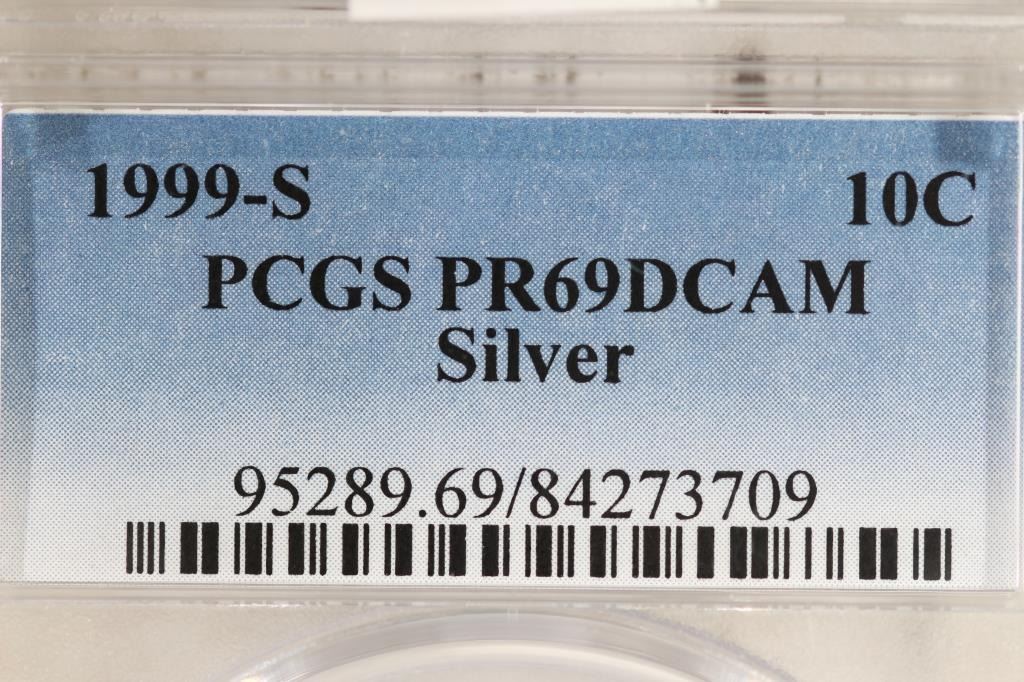 1999-S 10C
PCGS PR69DCAM
Silver
95289.69/84273709